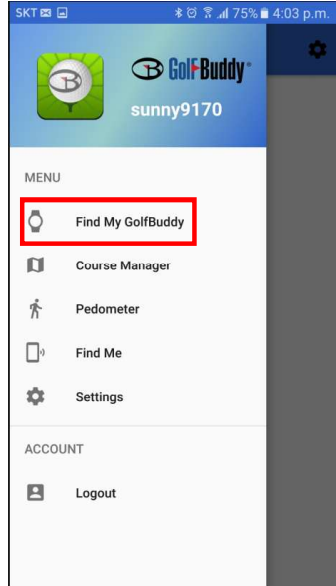 SKT 75% 4:03 p.m.
GolfBuddy
sunny9170
MENU
Find My GolfBuddy
Course Manager
Pedometer
Find Me
Settings
ACCOUNT
Logout